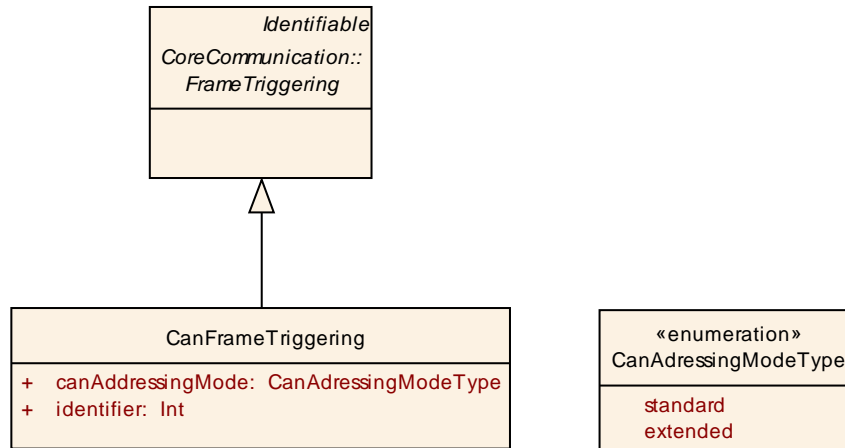 Identifiable
CoreCommunication::
FrameTriggering
CanFrameTriggering
+ canAddressingMode: CanAdressingModeType
+ identifier: Int
«enumeration»
CanAdressingModeType
standard
extended